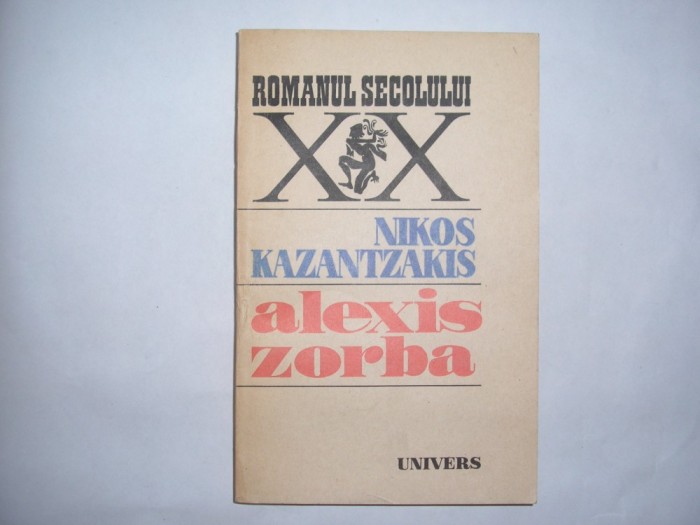 ROMANUL SECOLULUI
XX
NIKOS
KAZANTZAKIS
alexis
zorba
UNIVERS